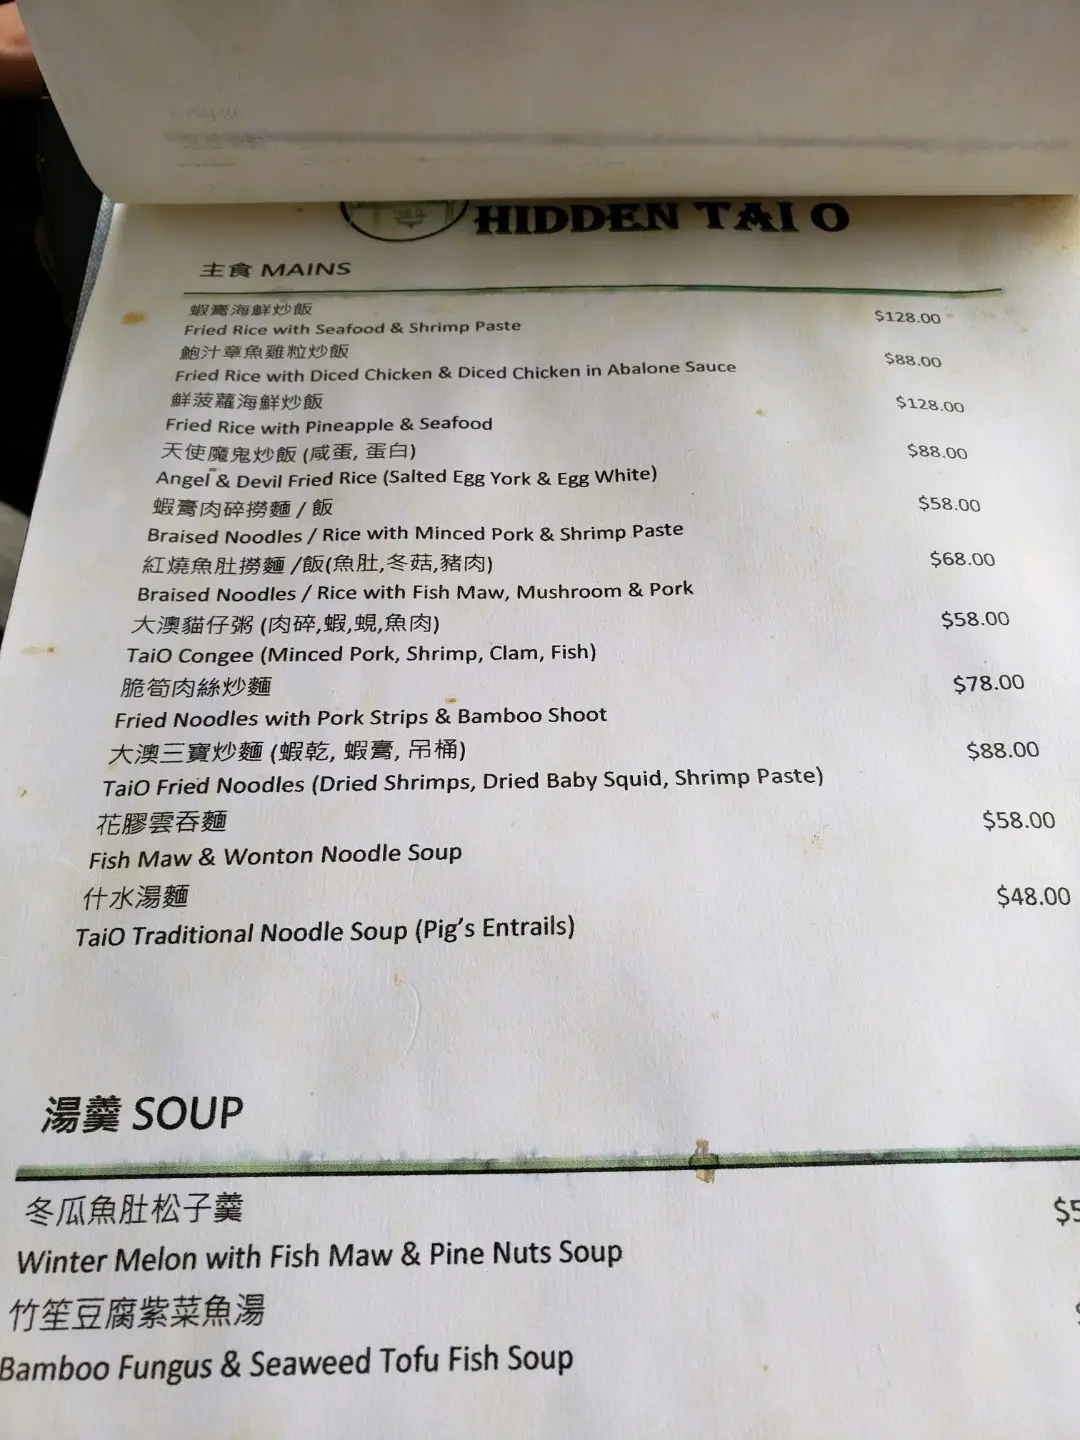 HIDDEN TAI O
主食 MAINS
蝦膏海鮮炒飯
Fried Rice with Seafood & Shrimp Paste $128.00
鮑汁章魚雞粒炒飯
Fried Rice with Diced Chicken & Diced Chicken in Abalone Sauce $88.00
鮮菠蘿海鮮炒飯 $128.00
Fried Rice with Pineapple & Seafood
天使魔鬼炒飯 (咸蛋, 蛋白) $88.00
Angel & Devil Fried Rice (Salted Egg York & Egg White)
蝦膏肉碎撈麵 / 飯 $58.00
Braised Noodles / Rice with Minced Pork & Shrimp Paste
紅燒魚肚撈麵 /飯(魚肚,冬菇,豬肉) $68.00
Braised Noodles / Rice with Fish Maw, Mushroom & Pork
大澳貓仔粥 (肉碎,蝦,蜆,魚肉) $58.00
TaiO Congee (Minced Pork, Shrimp, Clam, Fish)
脆筍肉絲炒麵 $78.00
Fried Noodles with Pork Strips & Bamboo Shoot
大澳三寶炒麵 (蝦乾, 蝦膏, 吊桶) $88.00
TaiO Fried Noodles (Dried Shrimps, Dried Baby Squid, Shrimp Paste)
花膠雲吞麵 $58.00
Fish Maw & Wonton Noodle Soup
什水湯麵 $48.00
TaiO Traditional Noodle Soup (Pig's Entrails)
湯羹 SOUP
冬瓜魚肚松子羹 $5
Winter Melon with Fish Maw & Pine Nuts Soup
竹笙豆腐紫菜魚湯
Bamboo Fungus & Seaweed Tofu Fish Soup